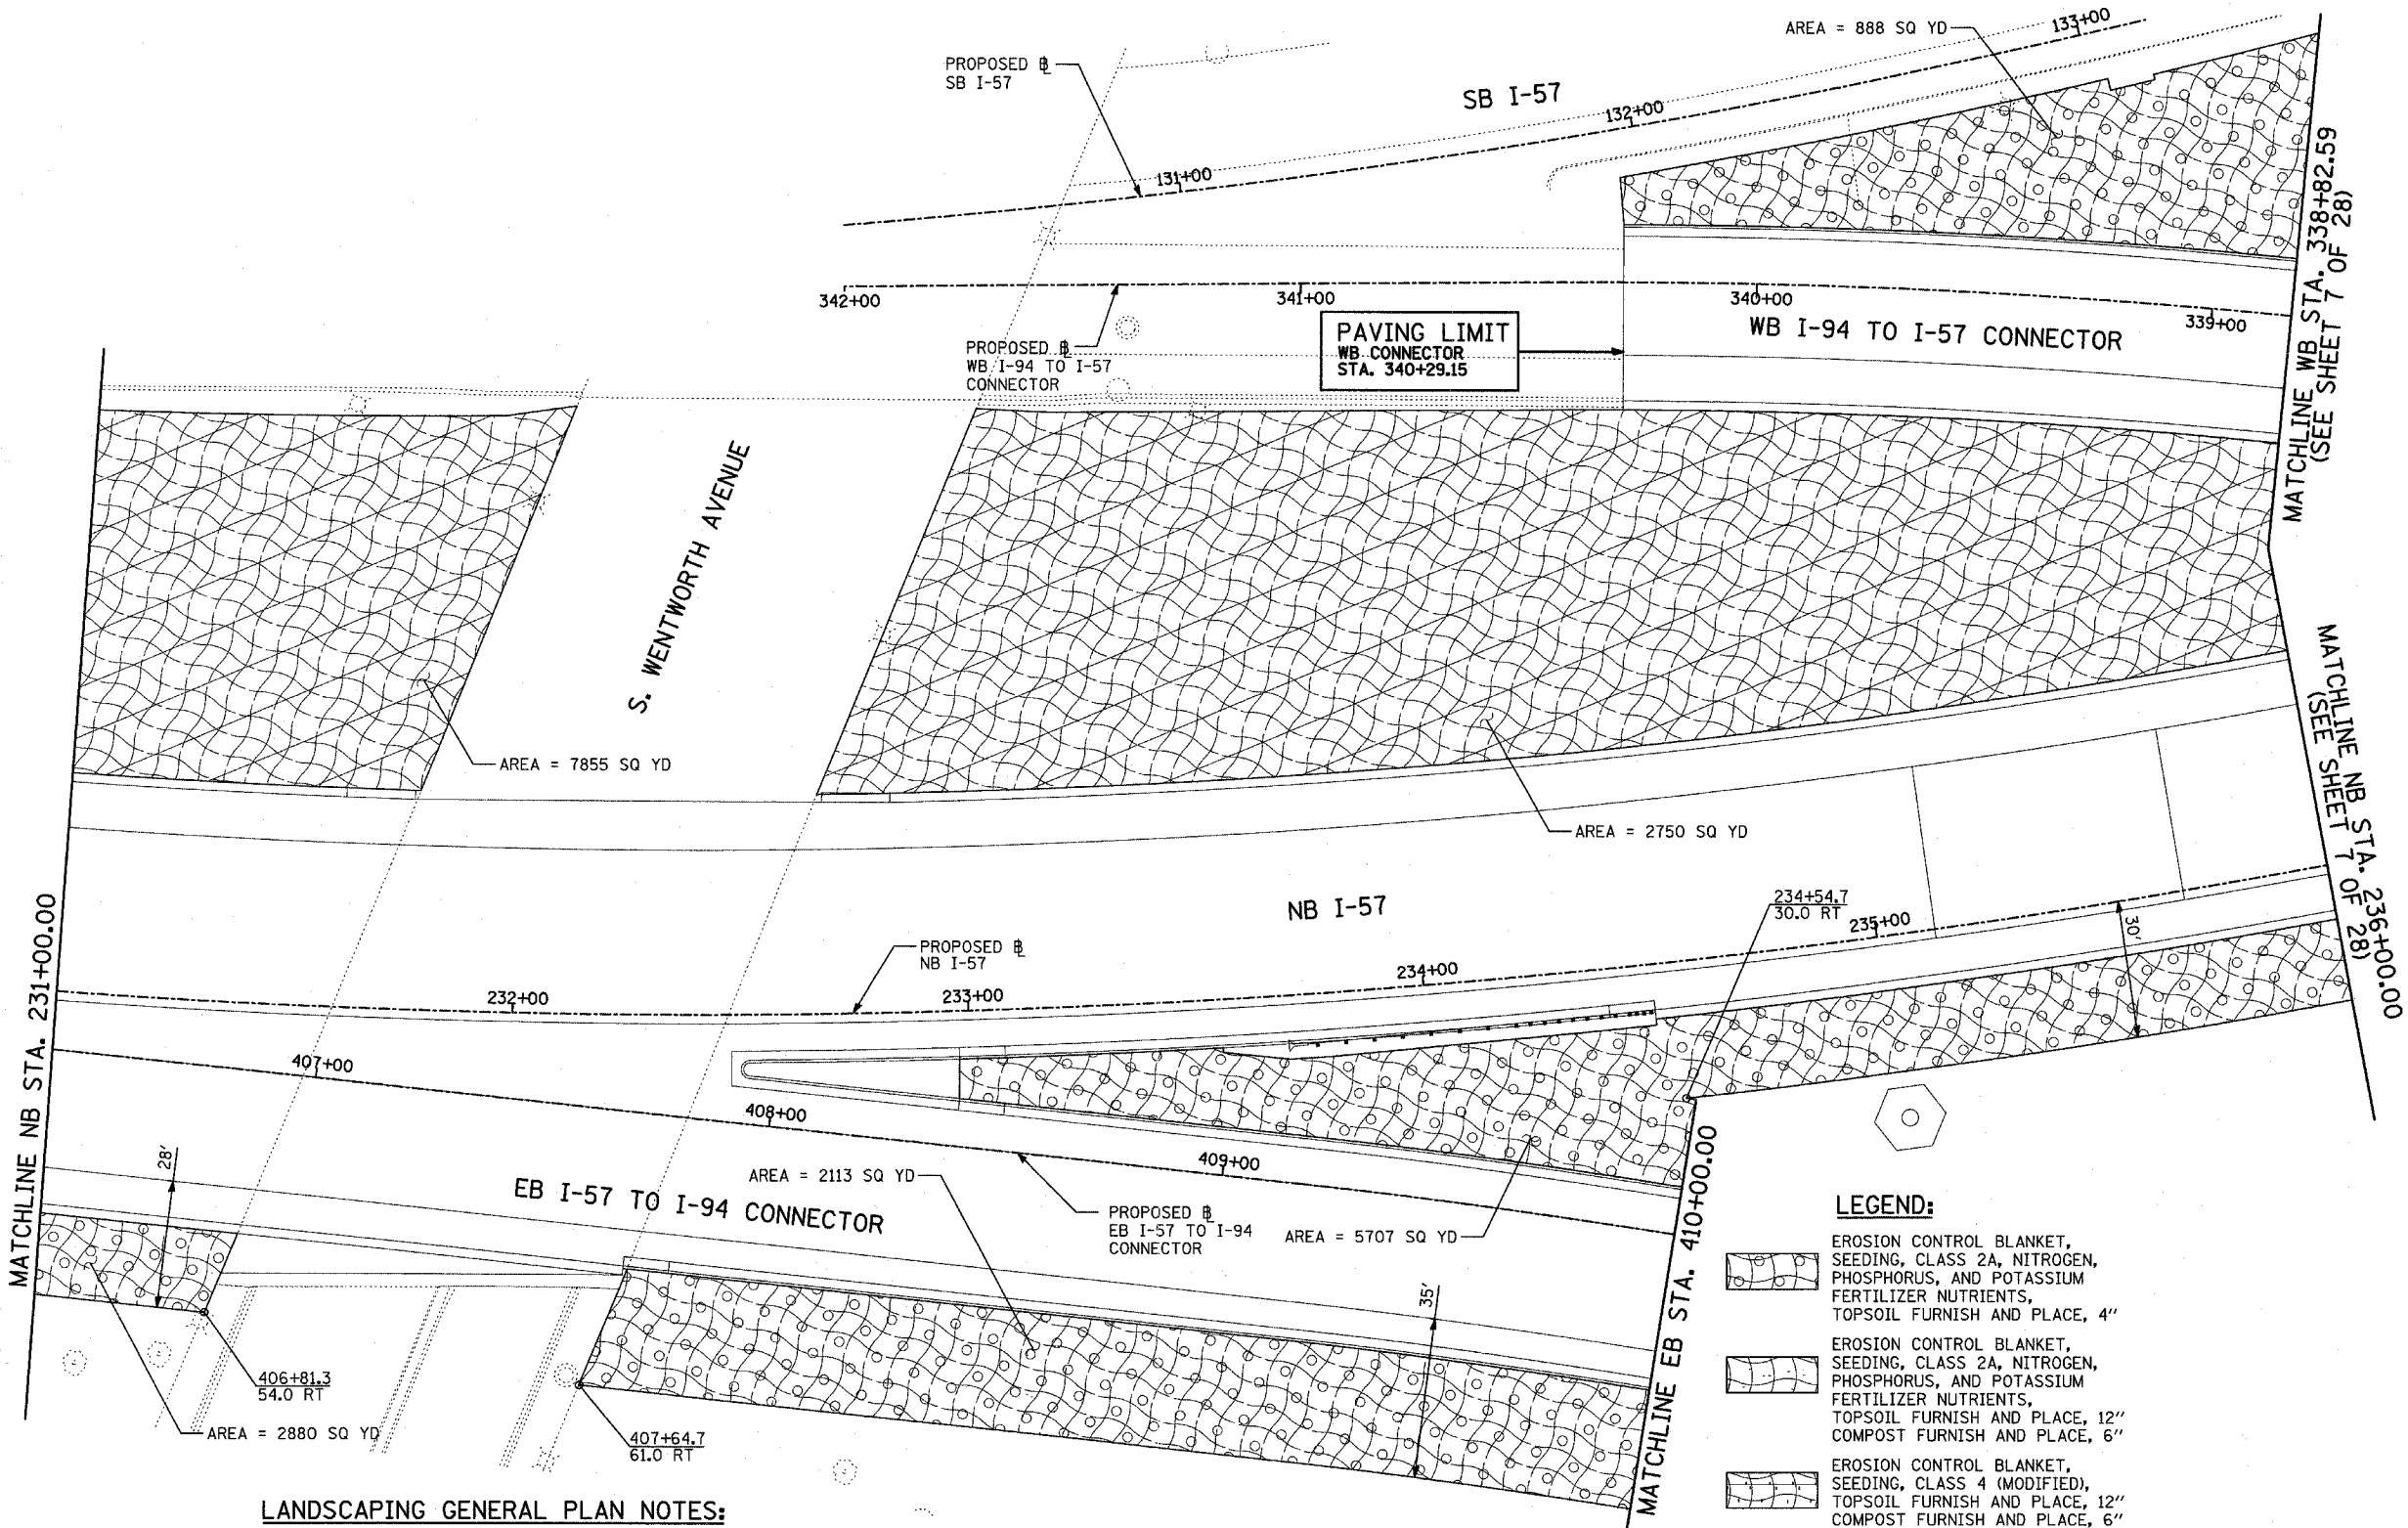 AREA = 888 SQ YD
133+00
PROPOSED B
SB I-57
SB I-57
132+00
131+00
342+00
341+00
340+00
339+00
PROPOSED B
WB I-94 TO I-57
CONNECTOR
PAVING LIMIT
WB CONNECTOR
STA. 340+29.15
WB I-94 TO I-57 CONNECTOR
MATCHLINE WB STA. 338+82.59
(SEE SHEET 7 OF 28)
S. WENTWORTH AVENUE
AREA = 7855 SQ YD
AREA = 2750 SQ YD
MATCHLINE NB STA. 236+00.00
(SEE SHEET 7 OF 28)
MATCHLINE NB STA. 231+00.00
NB I-57
234+54.7
30.0 RT
235+00
30'
PROPOSED B
NB I-57
232+00
233+00
234+00
407+00
408+00
409+00
28'
AREA = 2113 SQ YD
EB I-57 TO I-94 CONNECTOR
PROPOSED B
EB I-57 TO I-94
CONNECTOR
AREA = 5707 SQ YD
MATCHLINE EB STA. 410+00.00
35'
406+81.3
54.0 RT
AREA = 2880 SQ YD
407+64.7
61.0 RT
LEGEND:
EROSION CONTROL BLANKET,
SEEDING, CLASS 2A, NITROGEN,
PHOSPHORUS, AND POTASSIUM
FERTILIZER NUTRIENTS,
TOPSOIL FURNISH AND PLACE, 4"
EROSION CONTROL BLANKET,
SEEDING, CLASS 2A, NITROGEN,
PHOSPHORUS, AND POTASSIUM
FERTILIZER NUTRIENTS,
TOPSOIL FURNISH AND PLACE, 12"
COMPOST FURNISH AND PLACE, 6"
EROSION CONTROL BLANKET,
SEEDING, CLASS 4 (MODIFIED),
TOPSOIL FURNISH AND PLACE, 12"
COMPOST FURNISH AND PLACE, 6"
LANDSCAPING GENERAL PLAN NOTES: